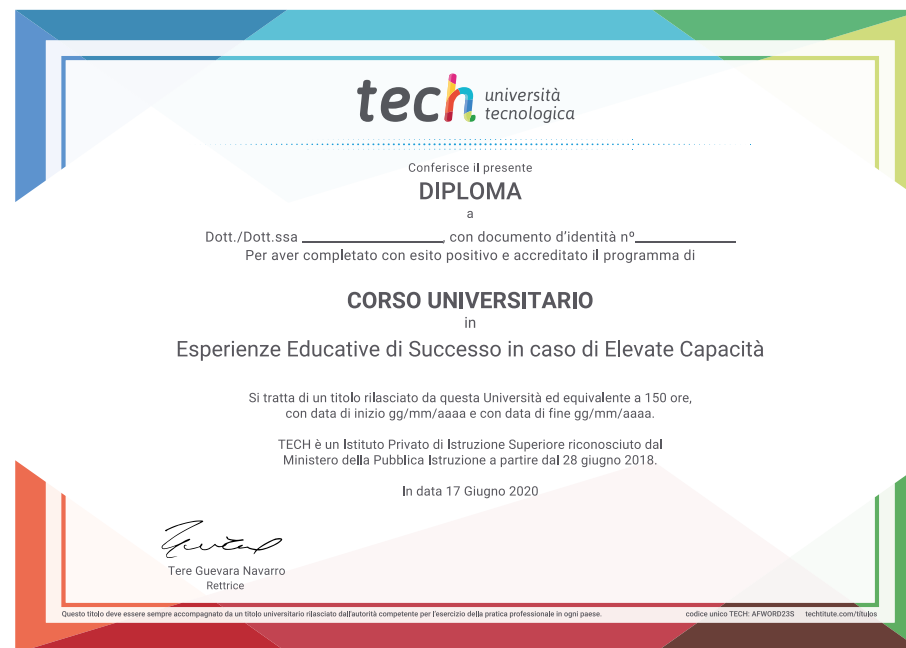 tech università
tecnologica
Conferisce il presente
DIPLOMA
a
Dott./Dott.ssa ____________________, con documento d'identità nº______________
Per aver completato con esito positivo e accreditato il programma di
CORSO UNIVERSITARIO
in
Esperienze Educative di Successo in caso di Elevate Capacità
Si tratta di un titolo rilasciato da questa Università ed equivalente a 150 ore,
con data di inizio gg/mm/aaaa e con data di fine gg/mm/aaaa.
TECH è un Istituto Privato di Istruzione Superiore riconosciuto dal
Ministero della Pubblica Istruzione a partire dal 28 giugno 2018.
In data 17 Giugno 2020
Tere Guevara Navarro
Rettrice
Questo titolo deve essere sempre accompagnato da un titolo universitario rilasciato dall'autorità competente per l'esercizio della pratica professionale in ogni paese. codice unico TECH: AFWORD23S techtitute.com/titulos